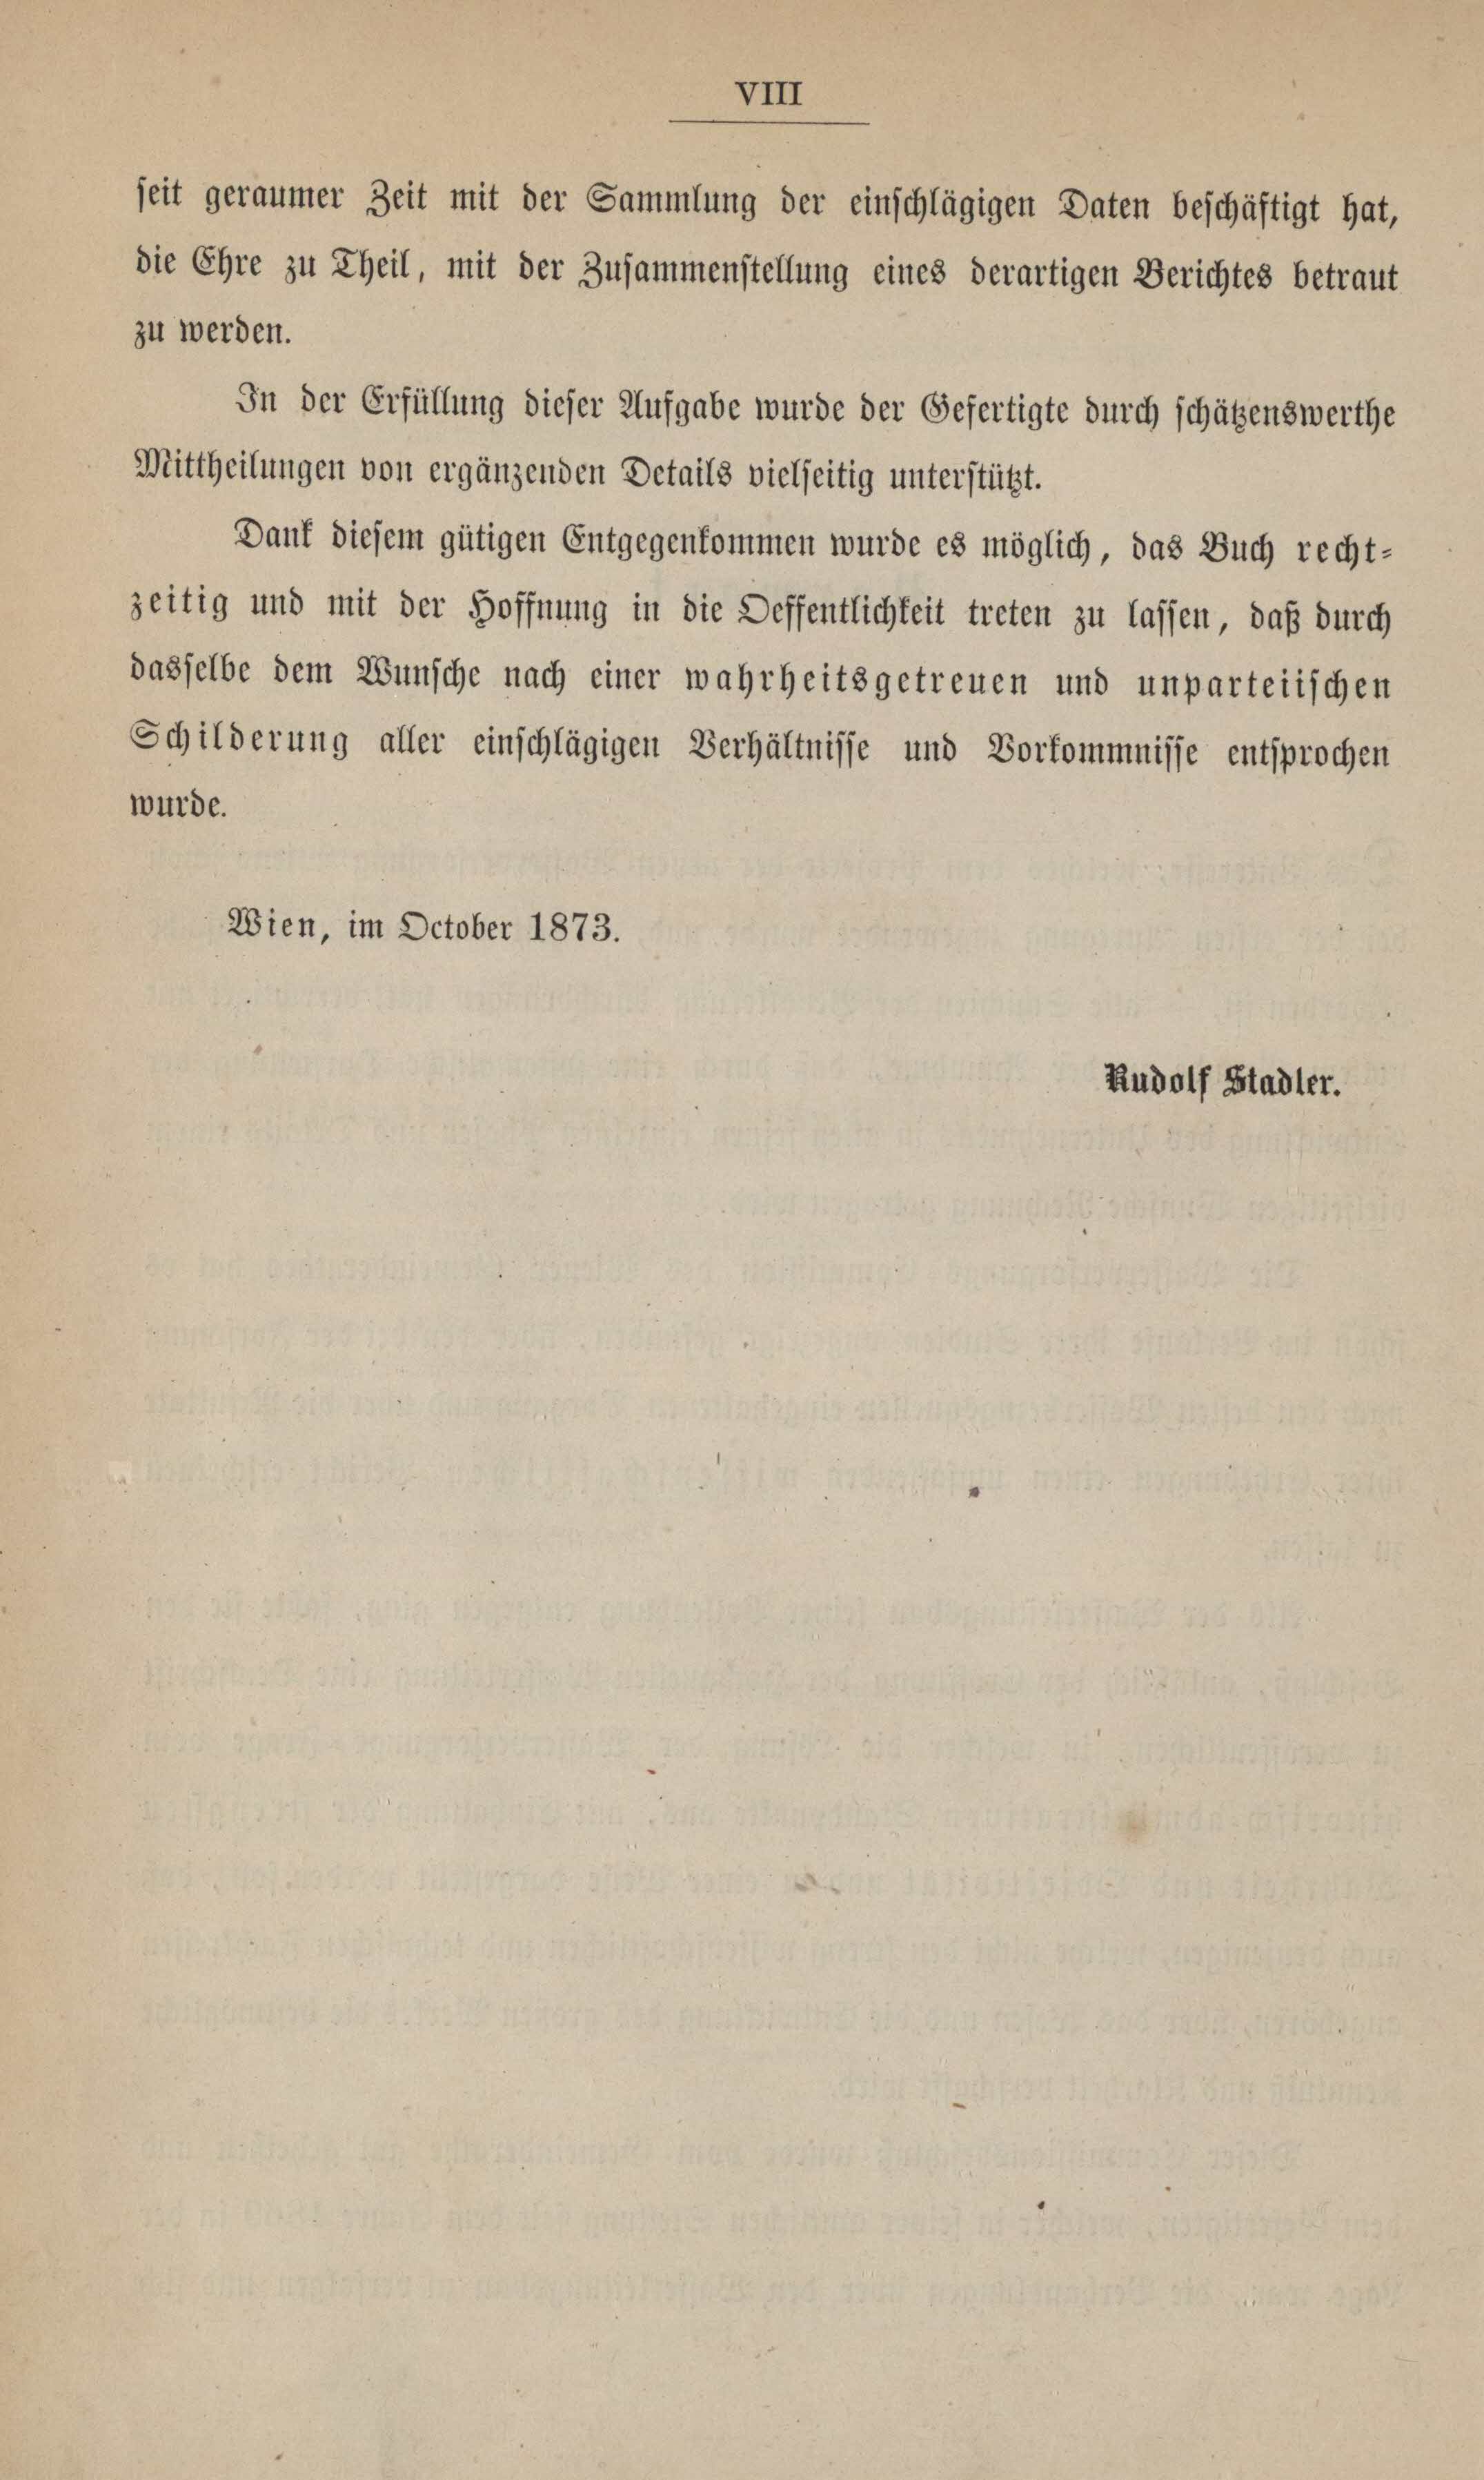 VIII
seit geraumer Zeit mit der Sammlung der einschlägigen Daten beschäftigt hat,
die Ehre zu Theil, mit der Zusammenstellung eines derartigen Berichtes betraut
zu werden.
In der Erfüllung dieser Aufgabe wurde der Gefertigte durch schätzenswerthe
Mittheilungen von ergänzenden Details vielseitig unterstützt.
Dank diesem gütigen Entgegenkommen wurde es möglich, das Buch recht-
zeitig und mit der Hoffnung in die Oeffentlichkeit treten zu lassen, daß durch
dasselbe dem Wunsche nach einer wahrheitsgetreuen und unparteiischen
Schilderung aller einschlägigen Verhältnisse und Vorkommnisse entsprochen
wurde.
Wien, im October 1873.
Rudolf Stadler.